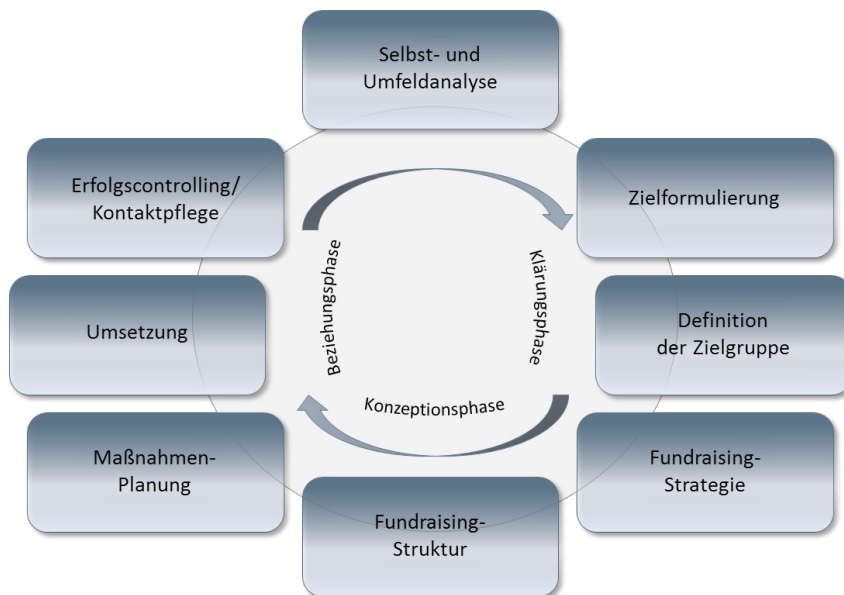 Selbst- und
Umfeldanalyse
Zielformulierung
Definition
der Zielgruppe
Fundraising-
Strategie
Fundraising-
Struktur
Maßnahmen-
Planung
Umsetzung
Erfolgscontrolling/
Kontaktpflege
Klärungsphase
Konzeptionsphase
Beziehungsphase